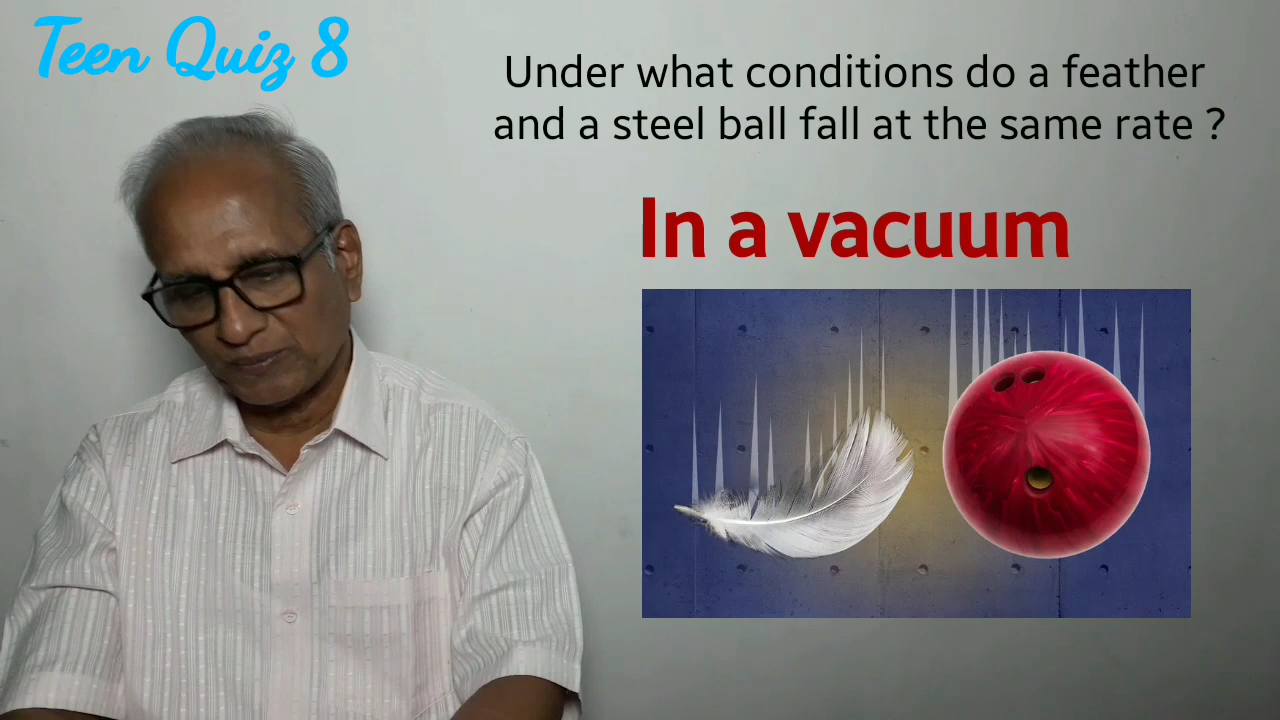 Teen Quiz 8
Under what conditions do a feather
and a steel ball fall at the same rate ?
In a vacuum